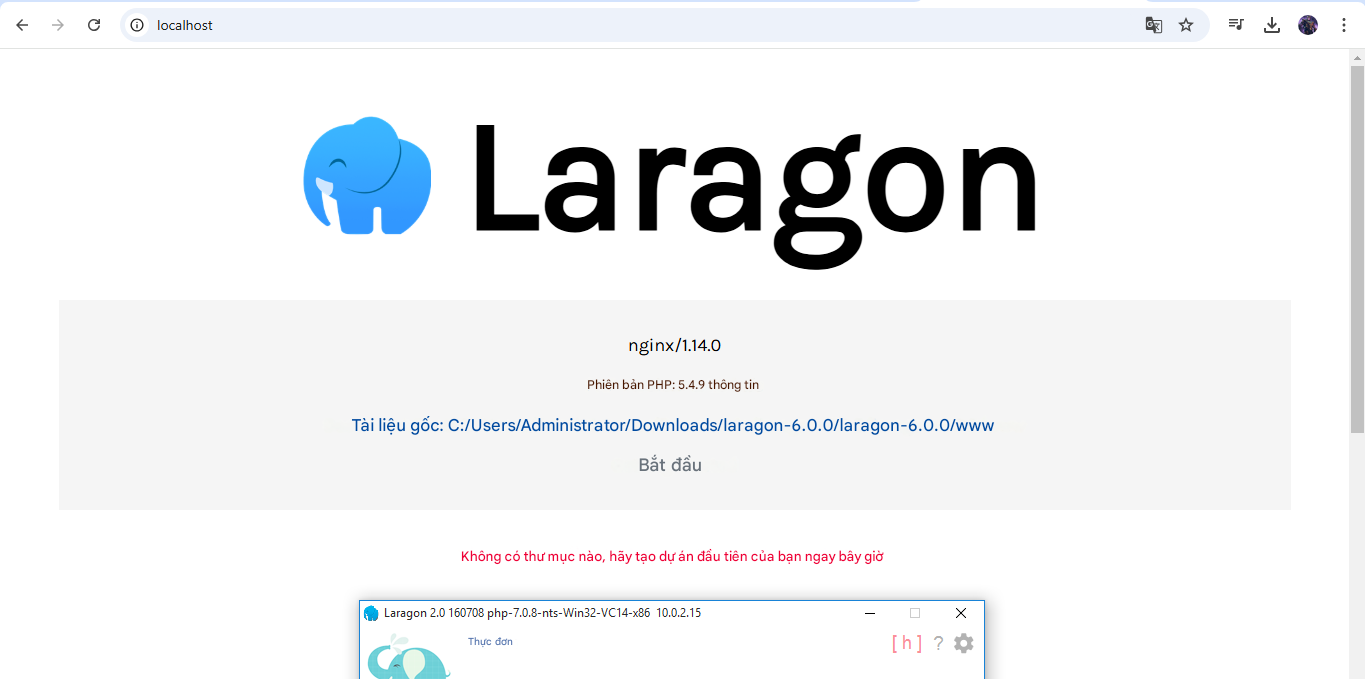 localhost
Laragon
nginx/1.14.0
Phiên bản PHP: 5.4.9 thông tin
Tài liệu gốc: C:/Users/Administrator/Downloads/laragon-6.0.0/laragon-6.0.0/www
Bắt đầu
Không có thư mục nào, hãy tạo dự án đầu tiên của bạn ngay bây giờ
Laragon 2.0 160708 php-7.0.8-nts-Win32-VC14-x86 10.0.2.15
Thực đơn
[ h ] ?